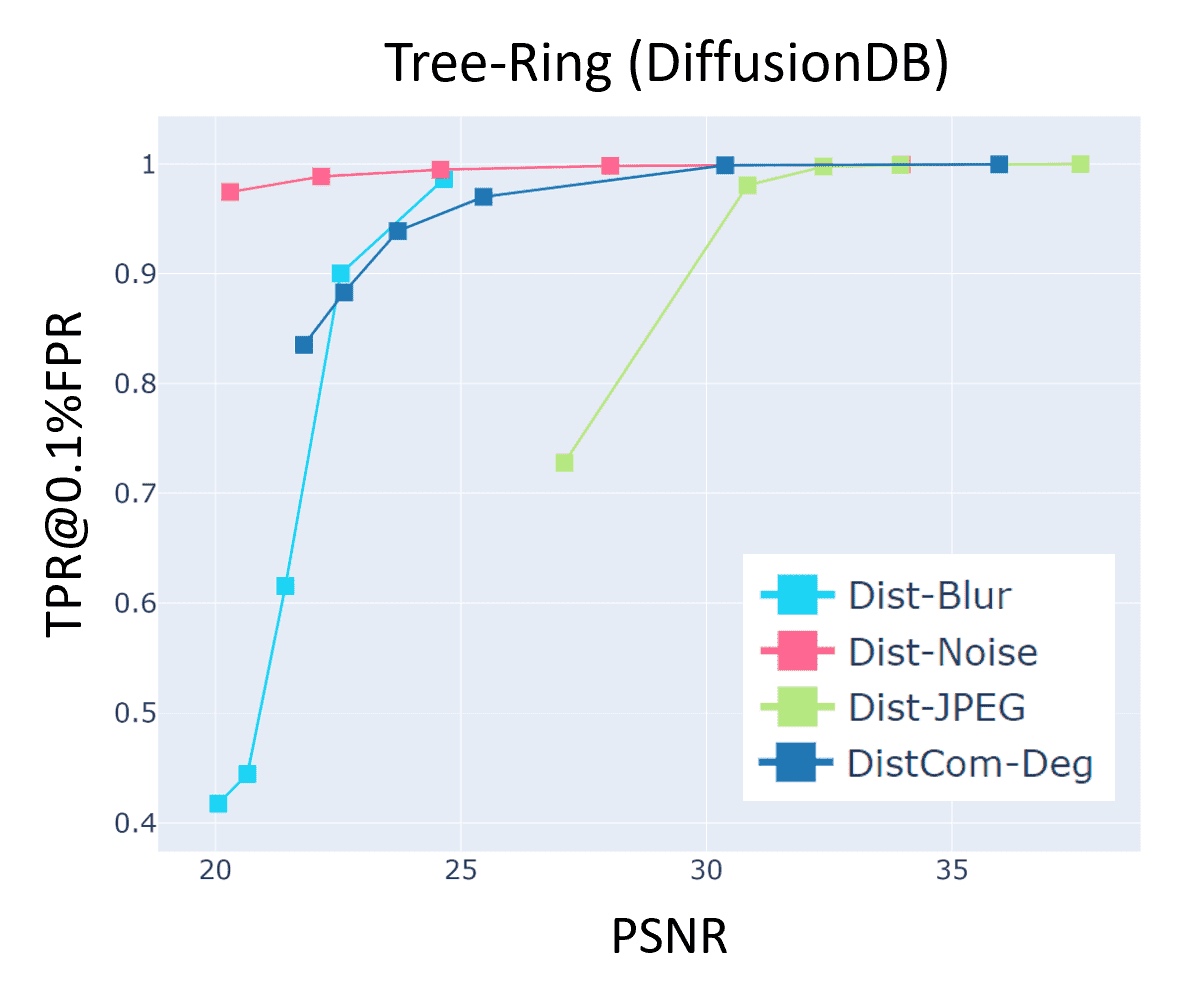 Tree-Ring (DiffusionDB)
1
0.9
0.8
0.7
0.6
0.5
0.4
TPR@0.1%FPR
Dist-Blur
Dist-Noise
Dist-JPEG
DistCom-Deg
20 25 30 35
PSNR